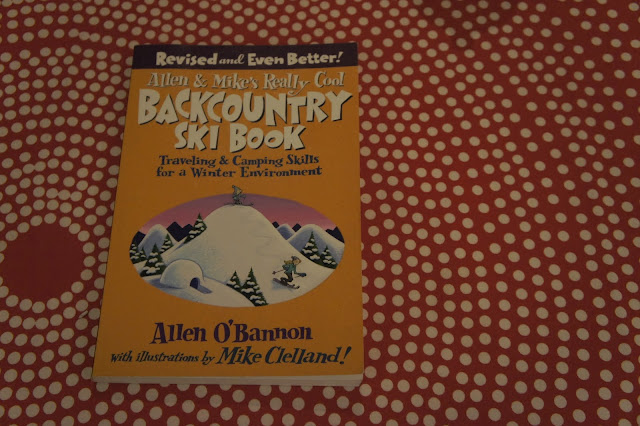 Revised and Even Better!
Allen & Mike's Really Cool
BACKCOUNTRY
SKI BOOK
Traveling & Camping Skills
for a Winter Environment
Allen O'Bannon
with illustrations by Mike Clelland!